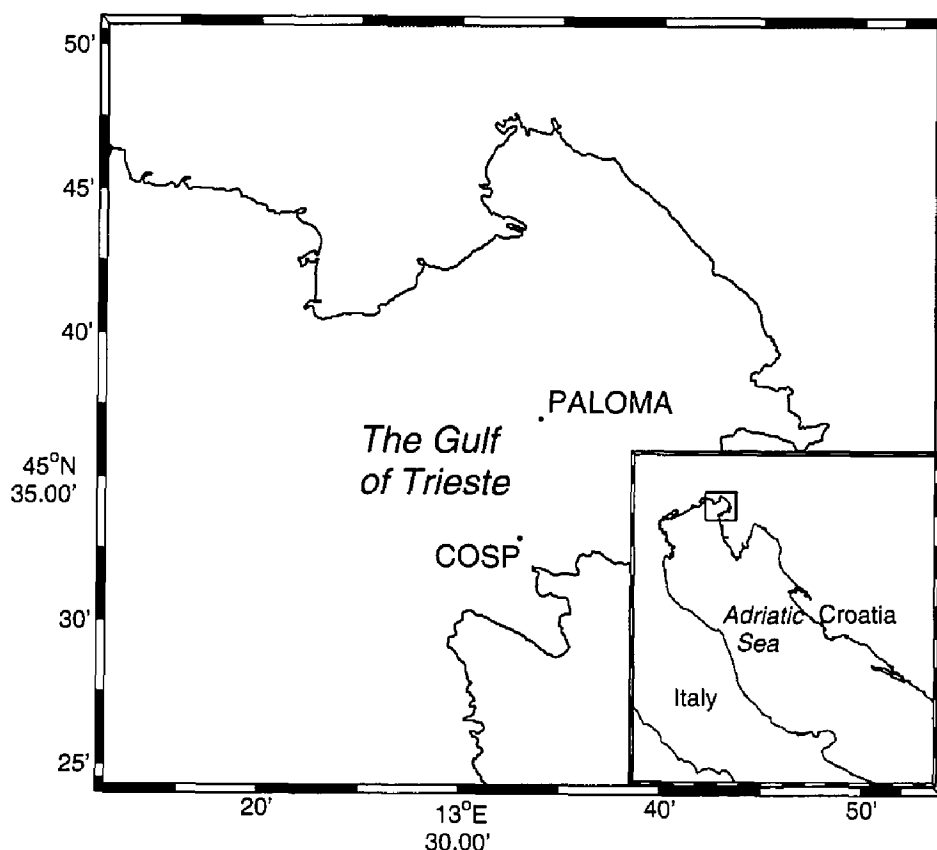 50'
45'
40'
PALOMA
The Gulf
of Trieste
45°N
35.00'
COSP
30'
25'
Adriatic Croatia
Sea
Italy
20'
13°E
30.00'
40'
50'